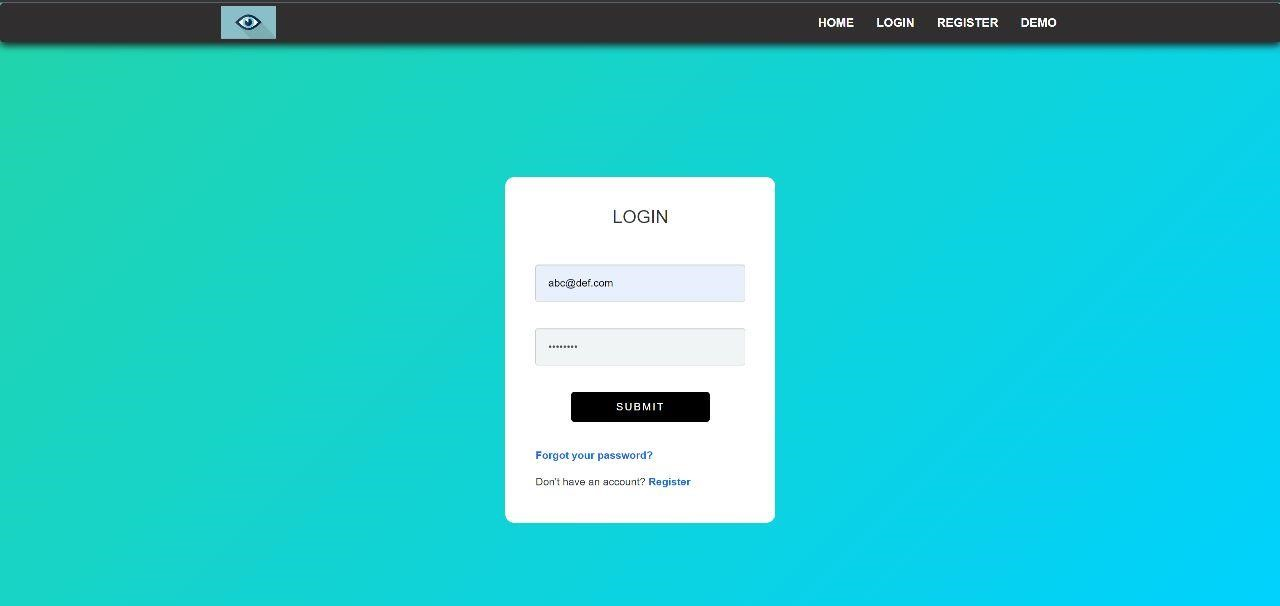 HOME LOGIN REGISTER DEMO
LOGIN
abc@def.com
••••••••
SUBMIT
Forgot your password?
Don't have an account? Register